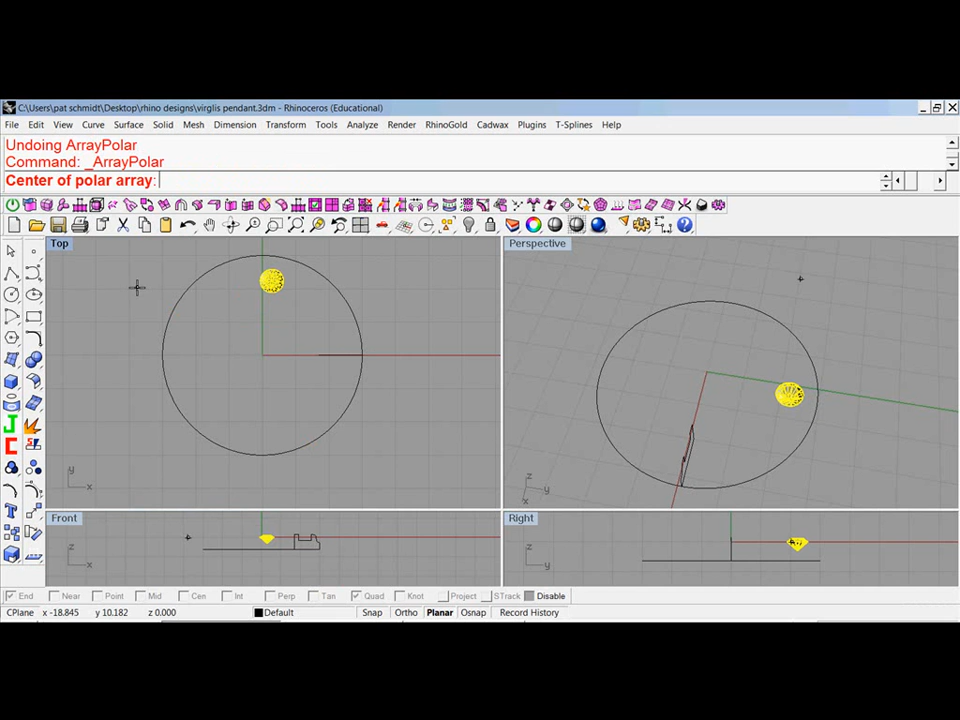 C:\Users\pat schmidt\Desktop\rhino designs\virglis pendant.3dm - Rhinoceros (Educational)
File Edit View Curve Surface Solid Mesh Dimension Transform Tools Analyze Render RhinoGold Cadwax Plugins T-Splines Help
Undoing ArrayPolar
Command: _ArrayPolar
Center of polar array:
Top
Perspective
y
x
z
y
x
Front
Right
z
x
z
y
End Near Point Mid Cen Int Perp Tan Quad Knot Project STrack Disable
CPlane x -18.845 y 10.182 z 0.000 Default Snap Ortho Planar Osnap Record History